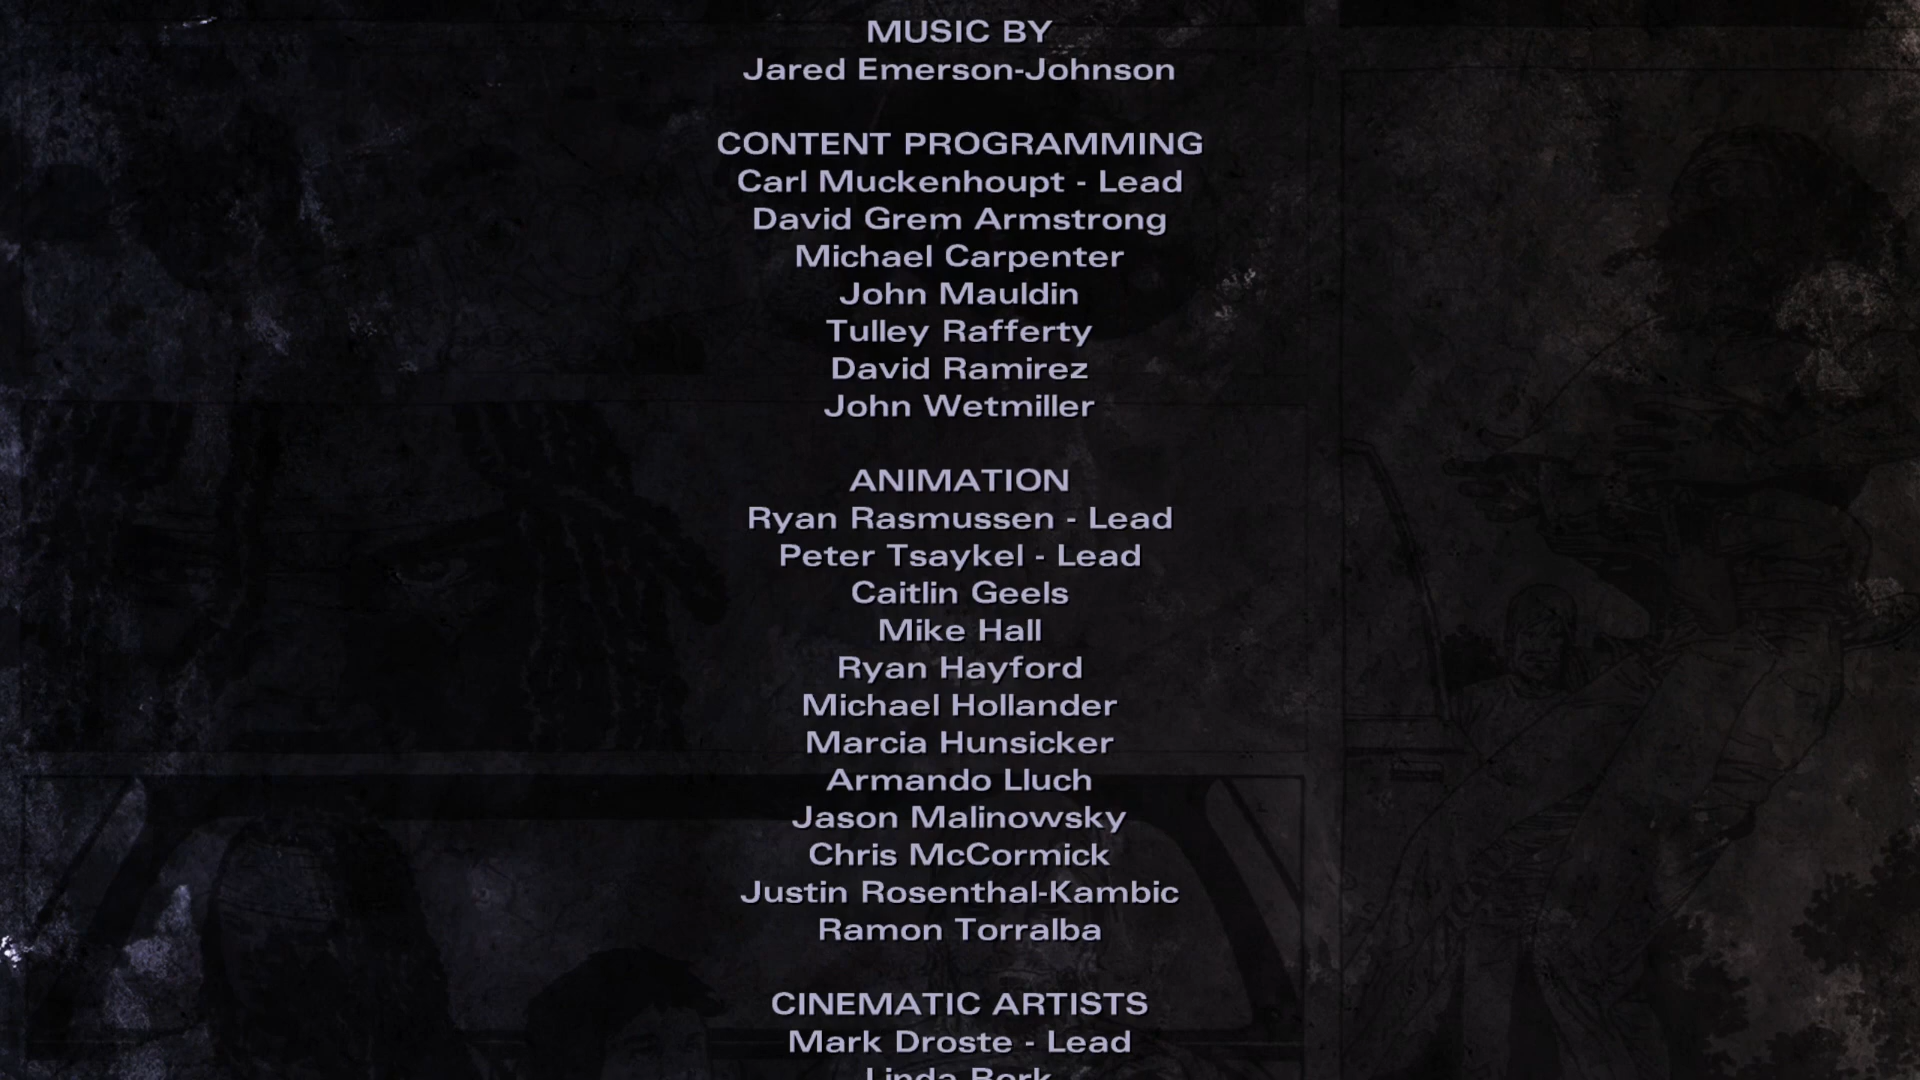 MUSIC BY
Jared Emerson-Johnson
CONTENT PROGRAMMING
Carl Muckenhoupt - Lead
David Grem Armstrong
Michael Carpenter
John Mauldin
Tulley Rafferty
David Ramirez
John Wetmiller
ANIMATION
Ryan Rasmussen - Lead
Peter Tsaykel - Lead
Caitlin Geels
Mike Hall
Ryan Hayford
Michael Hollander
Marcia Hunsicker
Armando Lluch
Jason Malinowsky
Chris McCormick
Justin Rosenthal-Kambic
Ramon Torralba
CINEMATIC ARTISTS
Mark Droste - Lead
Linda Bork